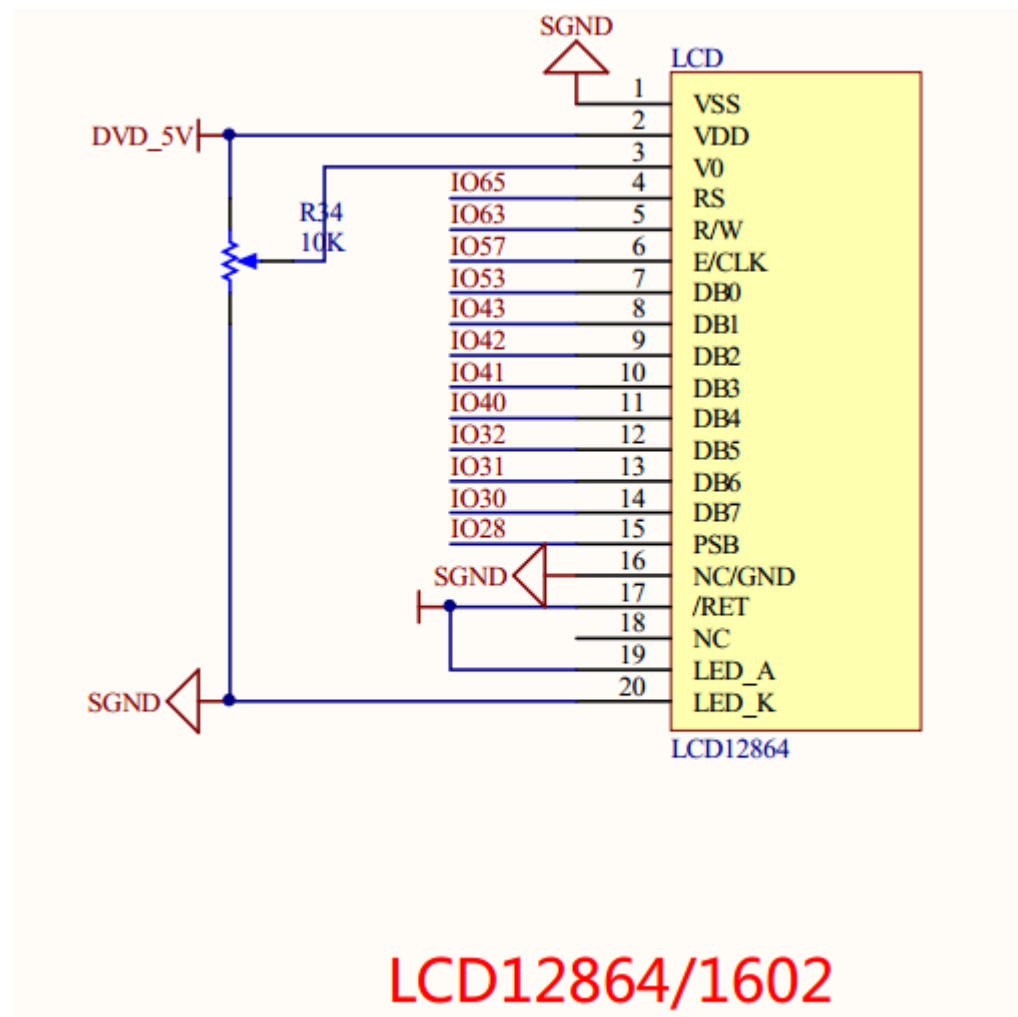 SGND
LCD
1 VSS
DVD_5V 2 VDD
3 V0
IO65 4 RS
R34
IO63 5 R/W
10K
IO57 6 E/CLK
IO53 7 DB0
IO43 8 DB1
IO42 9 DB2
IO41 10 DB3
IO40 11 DB4
IO32 12 DB5
IO31 13 DB6
IO30 14 DB7
IO28 15 PSB
SGND 16 NC/GND
17 /RET
18 NC
19 LED_A
SGND 20 LED_K
LCD12864
LCD12864/1602